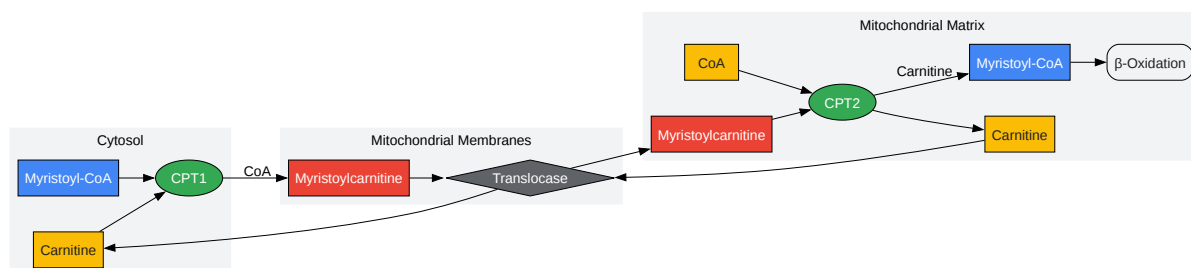 Mitochondrial Matrix
CoA
Carnitine
Myristoyl-CoA
β-Oxidation
CPT2
Myristoylcarnitine
Carnitine
Cytosol
Mitochondrial Membranes
Myristoyl-CoA
CPT1
CoA
Myristoylcarnitine
Translocase
Carnitine